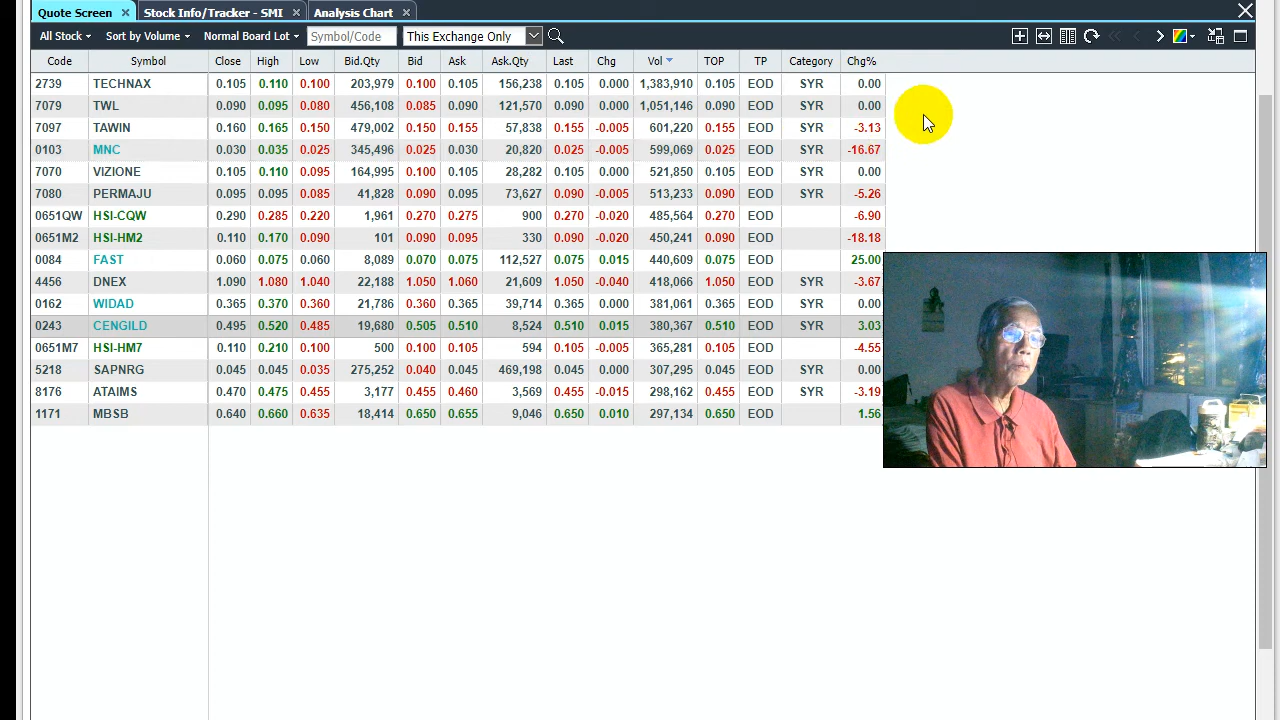 Quote Screen × Stock Info/Tracker - SMI × Analysis Chart ×
All Stock Sort by Volume Normal Board Lot Symbol/Code This Exchange Only
Code Symbol Close High Low Bid.Qty Bid Ask Ask.Qty Last Chg Vol TOP TP Category Chg%
2739 TECHNAX 0.105 0.110 0.100 203,979 0.100 0.105 156,238 0.105 0.000 1,383,910 0.105 EOD SYR 0.00
7079 TWL 0.090 0.095 0.080 456,108 0.085 0.090 121,570 0.090 0.000 1,051,146 0.090 EOD SYR 0.00
7097 TAWIN 0.160 0.165 0.150 479,002 0.150 0.155 57,838 0.155 -0.005 601,220 0.155 EOD SYR -3.13
0103 MNC 0.030 0.035 0.025 345,496 0.025 0.030 20,820 0.025 -0.005 599,069 0.025 EOD SYR -16.67
7070 VIZIONE 0.105 0.110 0.095 164,995 0.100 0.105 28,282 0.105 0.000 521,850 0.105 EOD SYR 0.00
7080 PERMAJU 0.095 0.095 0.085 41,828 0.090 0.095 73,627 0.090 -0.005 513,233 0.090 EOD SYR -5.26
0651QW HSI-CQW 0.290 0.285 0.220 1,961 0.270 0.275 900 0.270 -0.020 485,564 0.270 EOD -6.90
0651M2 HSI-HM2 0.110 0.170 0.090 101 0.090 0.095 330 0.090 -0.020 450,241 0.090 EOD -18.18
0084 FAST 0.060 0.075 0.060 8,089 0.070 0.075 112,527 0.075 0.015 440,609 0.075 EOD 25.00
4456 DNEX 1.090 1.080 1.040 22,188 1.050 1.060 21,609 1.050 -0.040 418,066 1.050 EOD SYR -3.67
0162 WIDAD 0.365 0.370 0.360 21,786 0.360 0.365 39,714 0.365 0.000 381,061 0.365 EOD SYR 0.00
0243 CENGILD 0.495 0.520 0.485 19,680 0.505 0.510 8,524 0.510 0.015 380,367 0.510 EOD SYR 3.03
0651M7 HSI-HM7 0.110 0.210 0.100 500 0.100 0.105 594 0.105 -0.005 365,281 0.105 EOD -4.55
5218 SAPNRG 0.045 0.045 0.035 275,252 0.040 0.045 469,198 0.045 0.000 307,295 0.045 EOD SYR 0.00
8176 ATAIMS 0.470 0.475 0.455 3,177 0.455 0.460 3,569 0.455 -0.015 298,162 0.455 EOD SYR -3.19
1171 MBSB 0.640 0.660 0.635 18,414 0.650 0.655 9,046 0.650 0.010 297,134 0.650 EOD 1.56